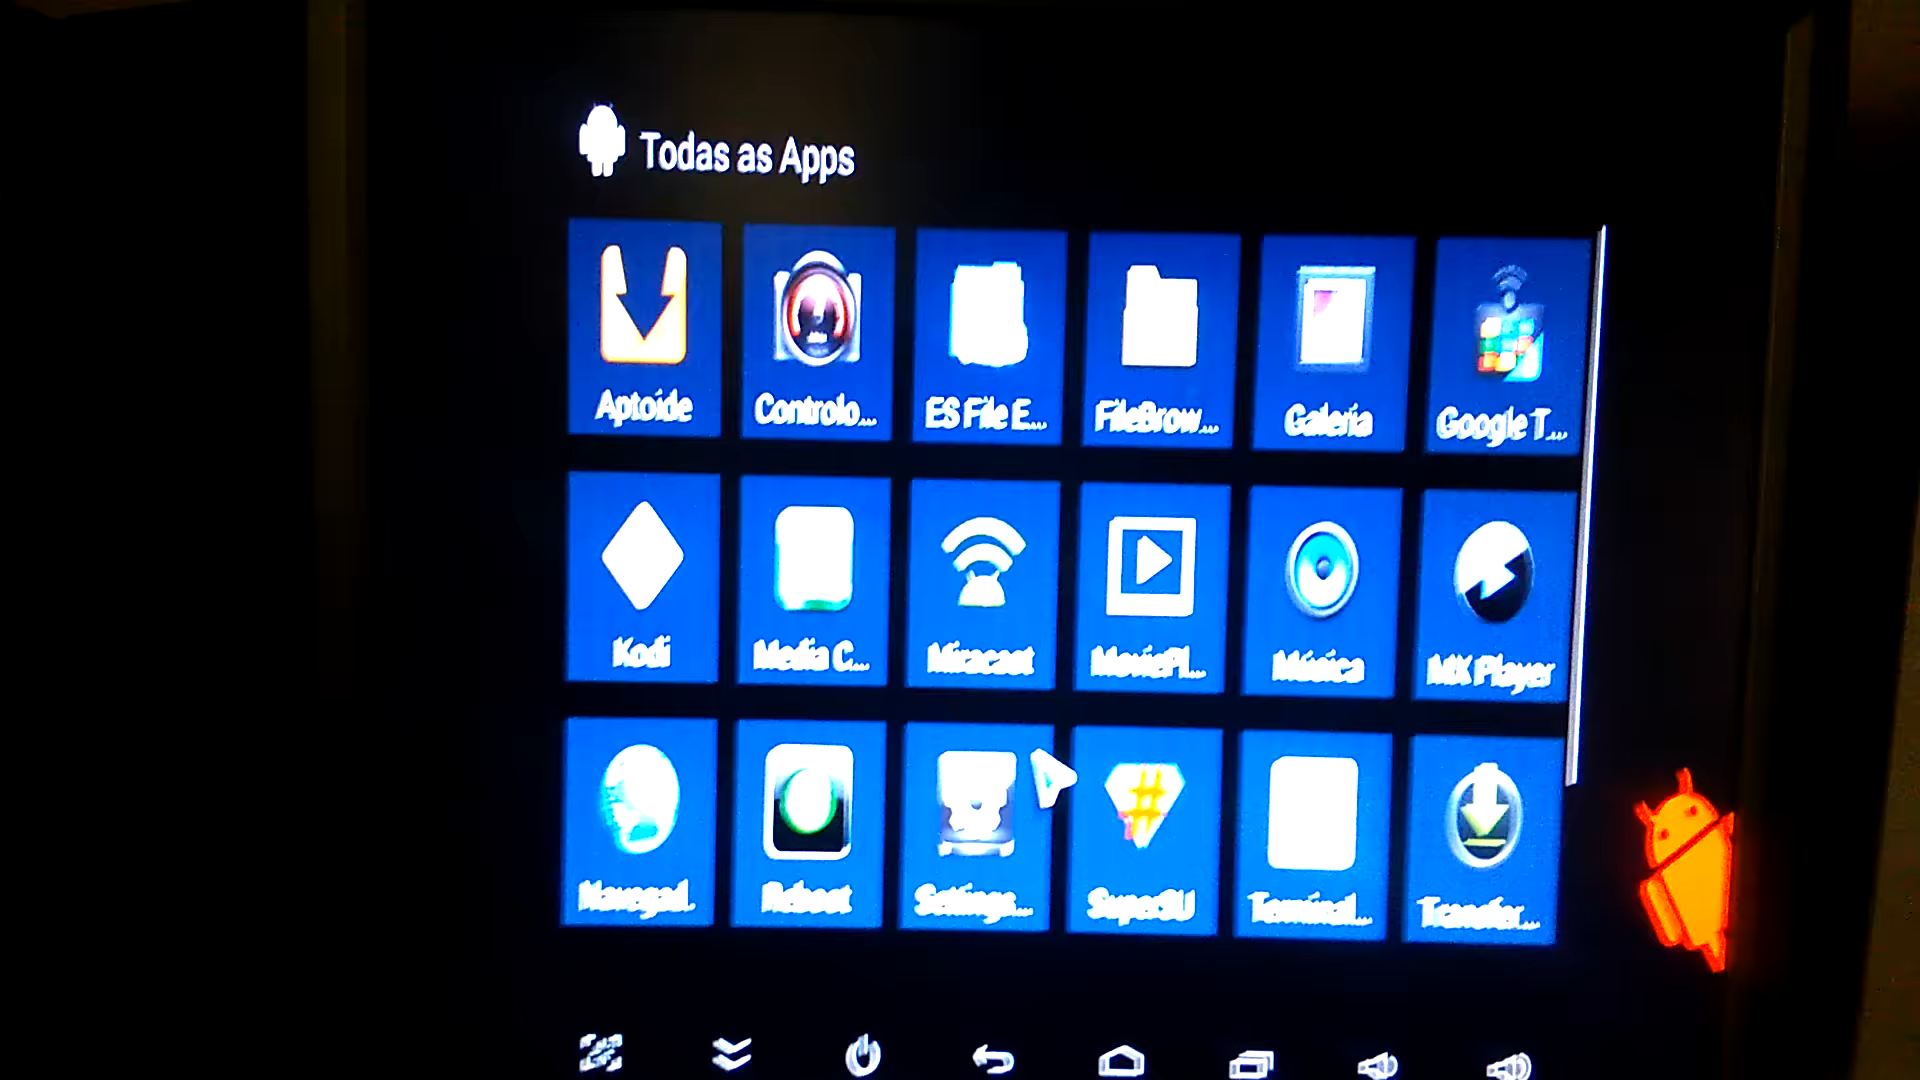 Todas as Apps
Aptoide Controlo... ES File E... FileBrow... Galeria Google T...
Kodi Media C... Miracast MoviePl... Música MX Player
Navegad... Reboot Settings... SuperSU Terminal... Transfer...